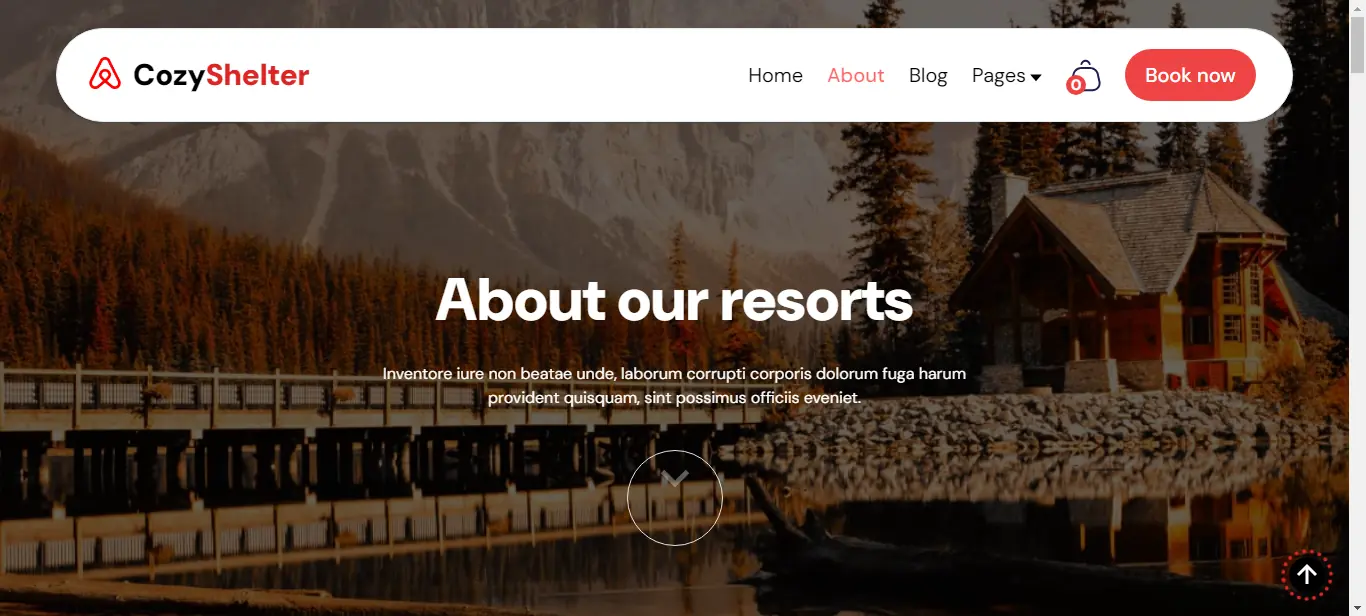 CozyShelter
Home About Blog Pages 0 Book now
About our resorts
Inventore iure non beatae unde, laborum corrupti corporis dolorum fuga harum
provident quisquam, sint possimus officiis eveniet.